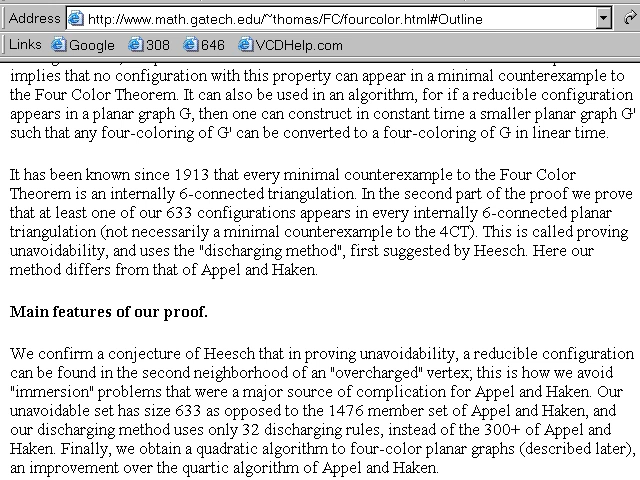 Address http://www.math.gatech.edu/~thomas/FC/fourcolor.html#Outline
Links Google 308 646 VCDHelp.com
implies that no configuration with this property can appear in a minimal counterexample to
the Four Color Theorem. It can also be used in an algorithm, for if a reducible configuration
appears in a planar graph G, then one can construct in constant time a smaller planar graph G'
such that any four-coloring of G' can be converted to a four-coloring of G in linear time.
It has been known since 1913 that every minimal counterexample to the Four Color
Theorem is an internally 6-connected triangulation. In the second part of the proof we prove
that at least one of our 633 configurations appears in every internally 6-connected planar
triangulation (not necessarily a minimal counterexample to the 4CT). This is called proving
unavoidability, and uses the "discharging method", first suggested by Heesch. Here our
method differs from that of Appel and Haken.
Main features of our proof.
We confirm a conjecture of Heesch that in proving unavoidability, a reducible configuration
can be found in the second neighborhood of an "overcharged" vertex; this is how we avoid
"immersion" problems that were a major source of complication for Appel and Haken. Our
unavoidable set has size 633 as opposed to the 1476 member set of Appel and Haken, and
our discharging method uses only 32 discharging rules, instead of the 300+ of Appel and
Haken. Finally, we obtain a quadratic algorithm to four-color planar graphs (described later),
an improvement over the quartic algorithm of Appel and Haken.